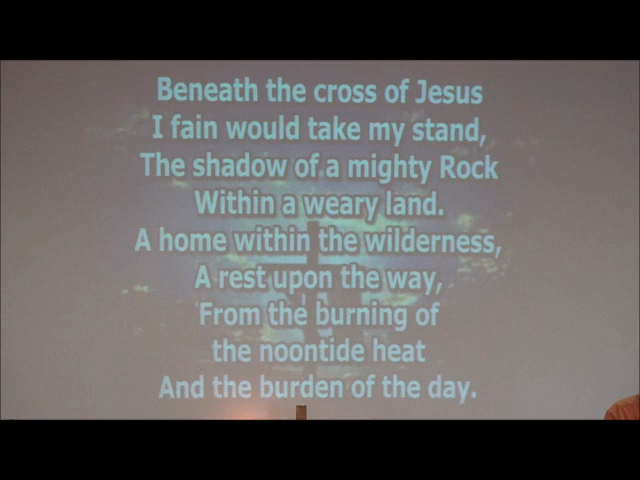 Beneath the cross of Jesus
I fain would take my stand,
The shadow of a mighty Rock
Within a weary land.
A home within the wilderness,
A rest upon the way,
From the burning of
the noontide heat
And the burden of the day.